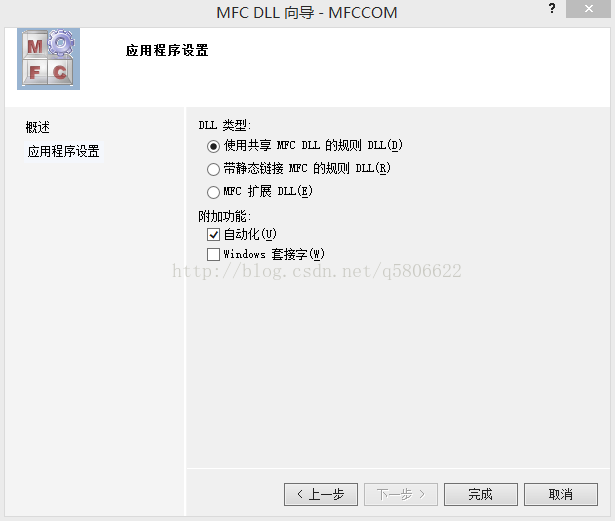 MFC DLL 向导 - MFCCOM
?
×
M
F C
应用程序设置
概述
应用程序设置
DLL 类型:
使用共享 MFC DLL 的规则 DLL(D)
带静态链接 MFC 的规则 DLL(R)
MFC 扩展 DLL(E)
附加功能:
自动化(U)
Windows 套接字(W)
http://blog.csdn.net/q5806622
< 上一步
下一步 >
完成
取消